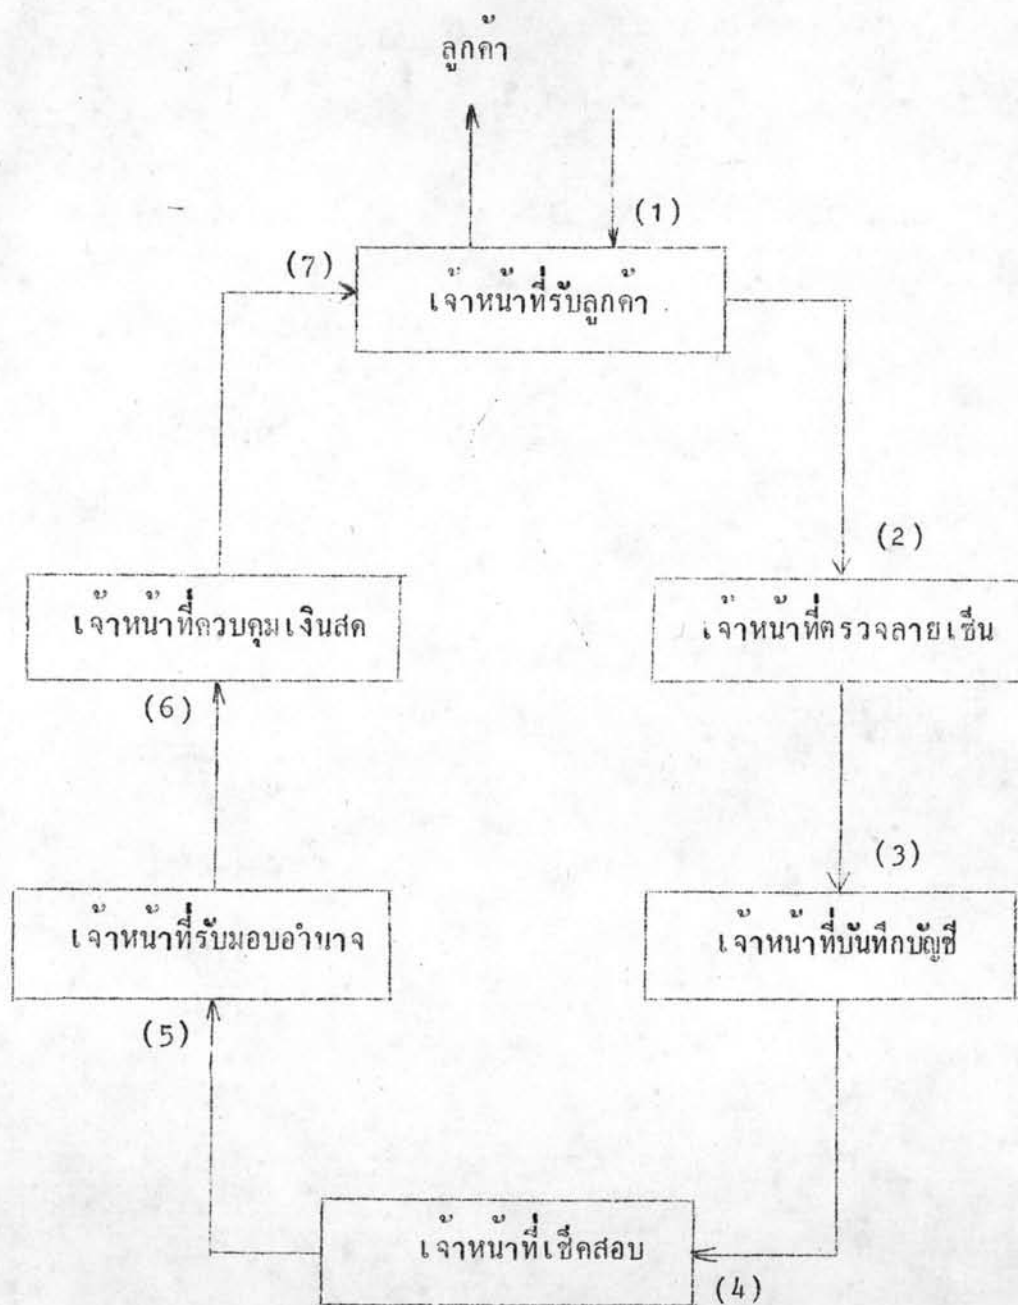 ลูกค้า
(1)
(7)
เจ้าหน้าที่รับลูกค้า
(2)
เจ้าหน้าที่ควบคุมเงินสด
เจ้าหน้าที่ตรวจลายเซ็น
(6)
(3)
เจ้าหน้าที่รับมอบอำนาจ
เจ้าหน้าที่บันทึกบัญชี
(5)
เจ้าหน้าที่เช็คสอบ
(4)